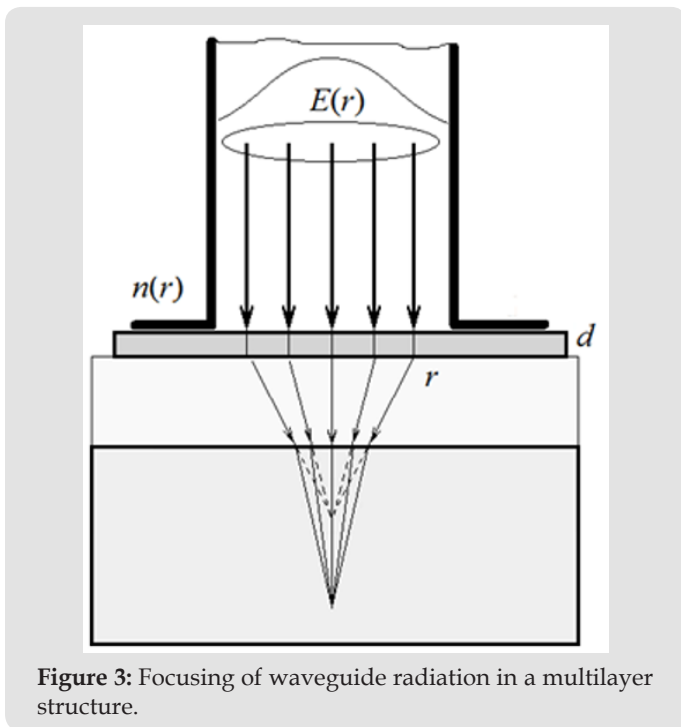 E(r)
n(r)
d
r
Figure 3: Focusing of waveguide radiation in a multilayer
structure.